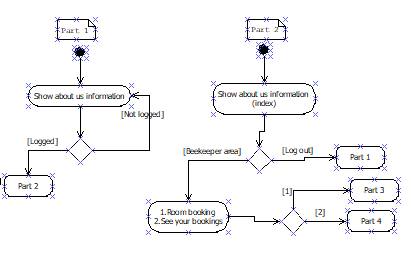 Part 1
Show about us information
[Not logged]
[Logged]
Part 2
Part 2
Show about us information
(index)
[Beekeeper area]
[Log out]
Part 1
1.Room booking
2.See your bookings
[1]
Part 3
[2]
Part 4